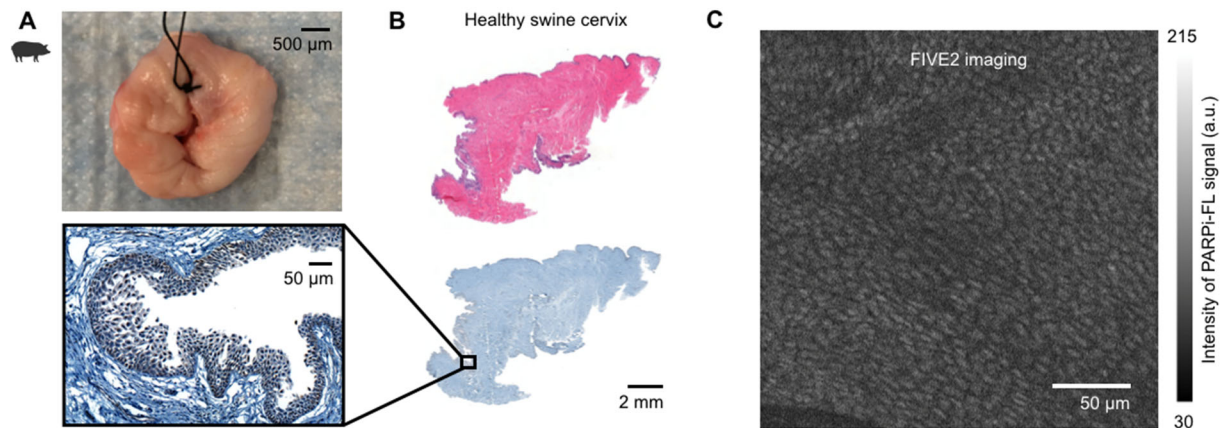 A
500 µm
50 µm
B
Healthy swine cervix
2 mm
C
FIVE2 imaging
50 µm
215
Intensity of PARPi-FL signal (a.u.)
30